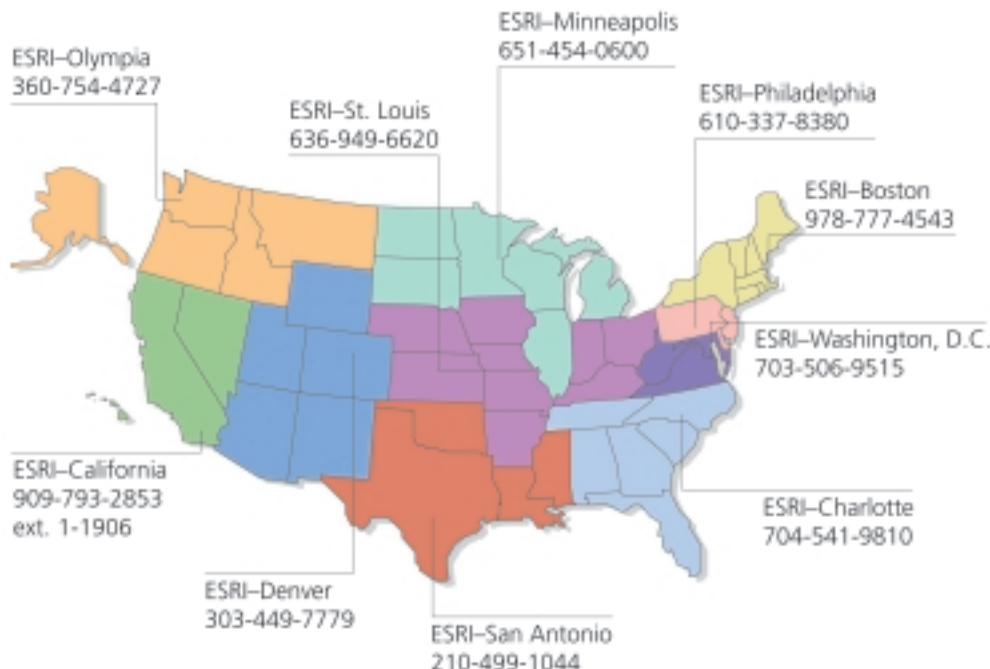 ESRI–Minneapolis
651-454-0600
ESRI–Olympia
360-754-4727
ESRI–St. Louis
636-949-6620
ESRI–Philadelphia
610-337-8380
ESRI–Boston
978-777-4543
ESRI–Washington, D.C.
703-506-9515
ESRI–California
909-793-2853
ext. 1-1906
ESRI–Charlotte
704-541-9810
ESRI–Denver
303-449-7779
ESRI–San Antonio
210-499-1044